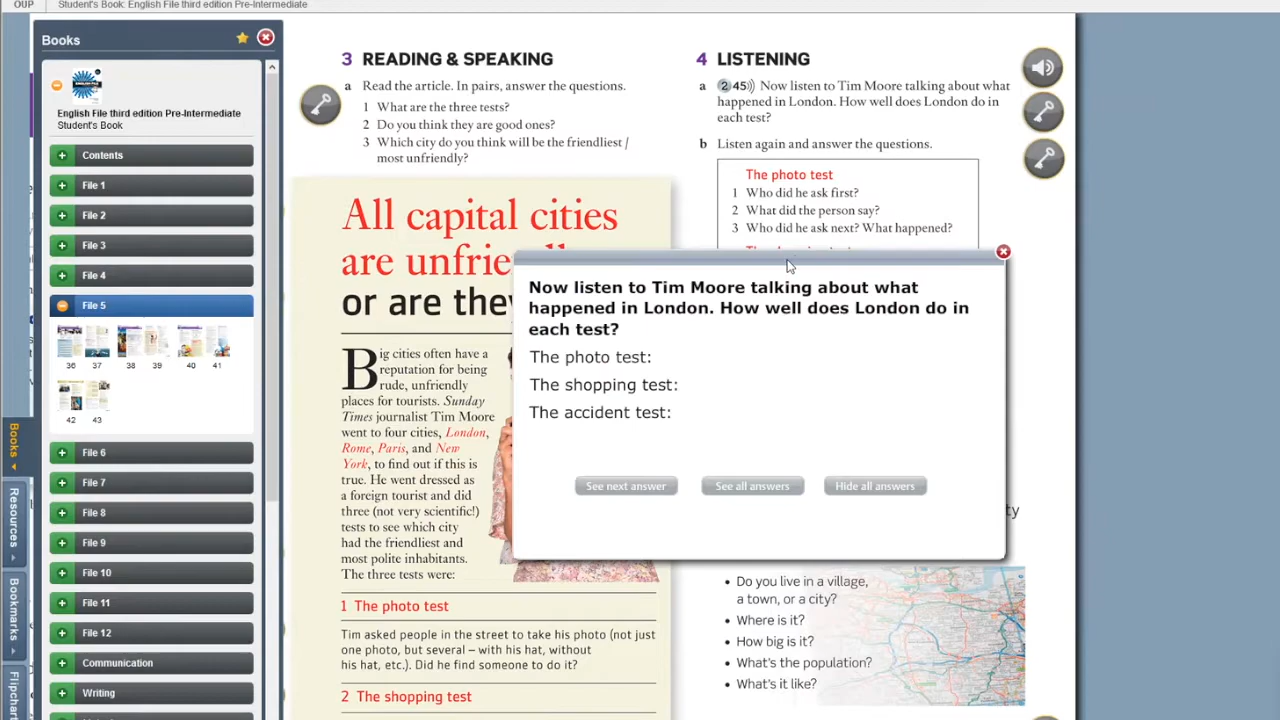 OUP Student's Book: English File third edition Pre-Intermediate
Books
English File third edition Pre-Intermediate
Student's Book
Contents
File 1
File 2
File 3
File 4
File 5
36 37 38 39 40 41
42 43
File 6
File 7
File 8
File 9
File 10
File 11
File 12
Communication
Writing
Books
Resources
Bookmarks
Flipchart
3 READING & SPEAKING
a Read the article. In pairs, answer the questions.
1 What are the three tests?
2 Do you think they are good ones?
3 Which city do you think will be the friendliest /
most unfriendly?
All capital cities
are unfrie
or are they
Big cities often have a
reputation for being
rude, unfriendly
places for tourists. Sunday
Times journalist Tim Moore
went to four cities, London,
Rome, Paris, and New
York, to find out if this is
true. He went dressed as
a foreign tourist and did
three (not very scientific!)
tests to see which city
had the friendliest and
most polite inhabitants.
The three tests were:
1 The photo test
Tim asked people in the street to take his photo (not just
one photo, but several – with his hat, without
his hat, etc.). Did he find someone to do it?
2 The shopping test
4 LISTENING
a 2 45 Now listen to Tim Moore talking about what
happened in London. How well does London do in
each test?
b Listen again and answer the questions.
The photo test
1 Who did he ask first?
2 What did the person say?
3 Who did he ask next? What happened?
Now listen to Tim Moore talking about what
happened in London. How well does London do in
each test?
The photo test:
The shopping test:
The accident test:
See next answer See all answers Hide all answers
ty
• Do you live in a village,
a town, or a city?
• Where is it?
• How big is it?
• What's the population?
• What's it like?